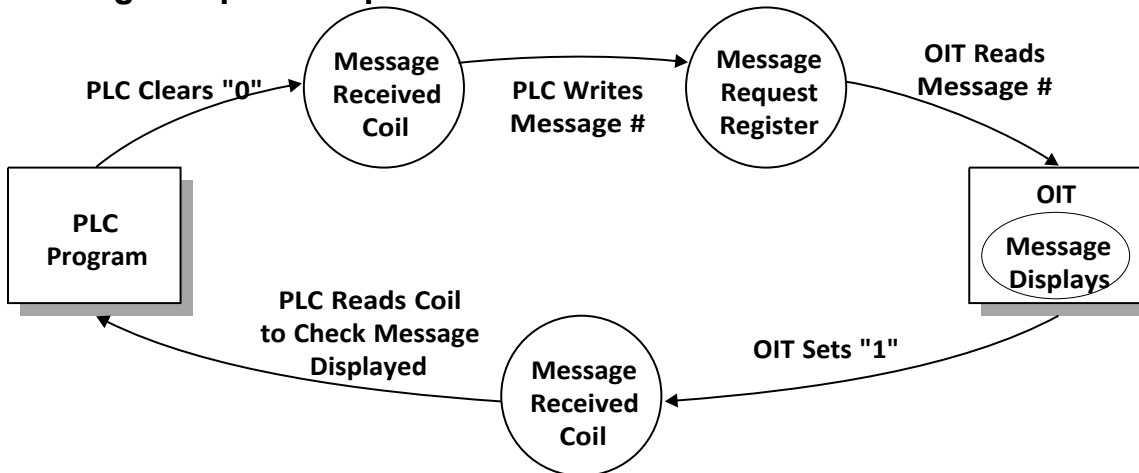 PLC Clears "0"
Message
Received
Coil
PLC Writes
Message #
Message
Request
Register
OIT Reads
Message #
PLC
Program
OIT
Message
Displays
PLC Reads Coil
to Check Message
Displayed
Message
Received
Coil
OIT Sets "1"